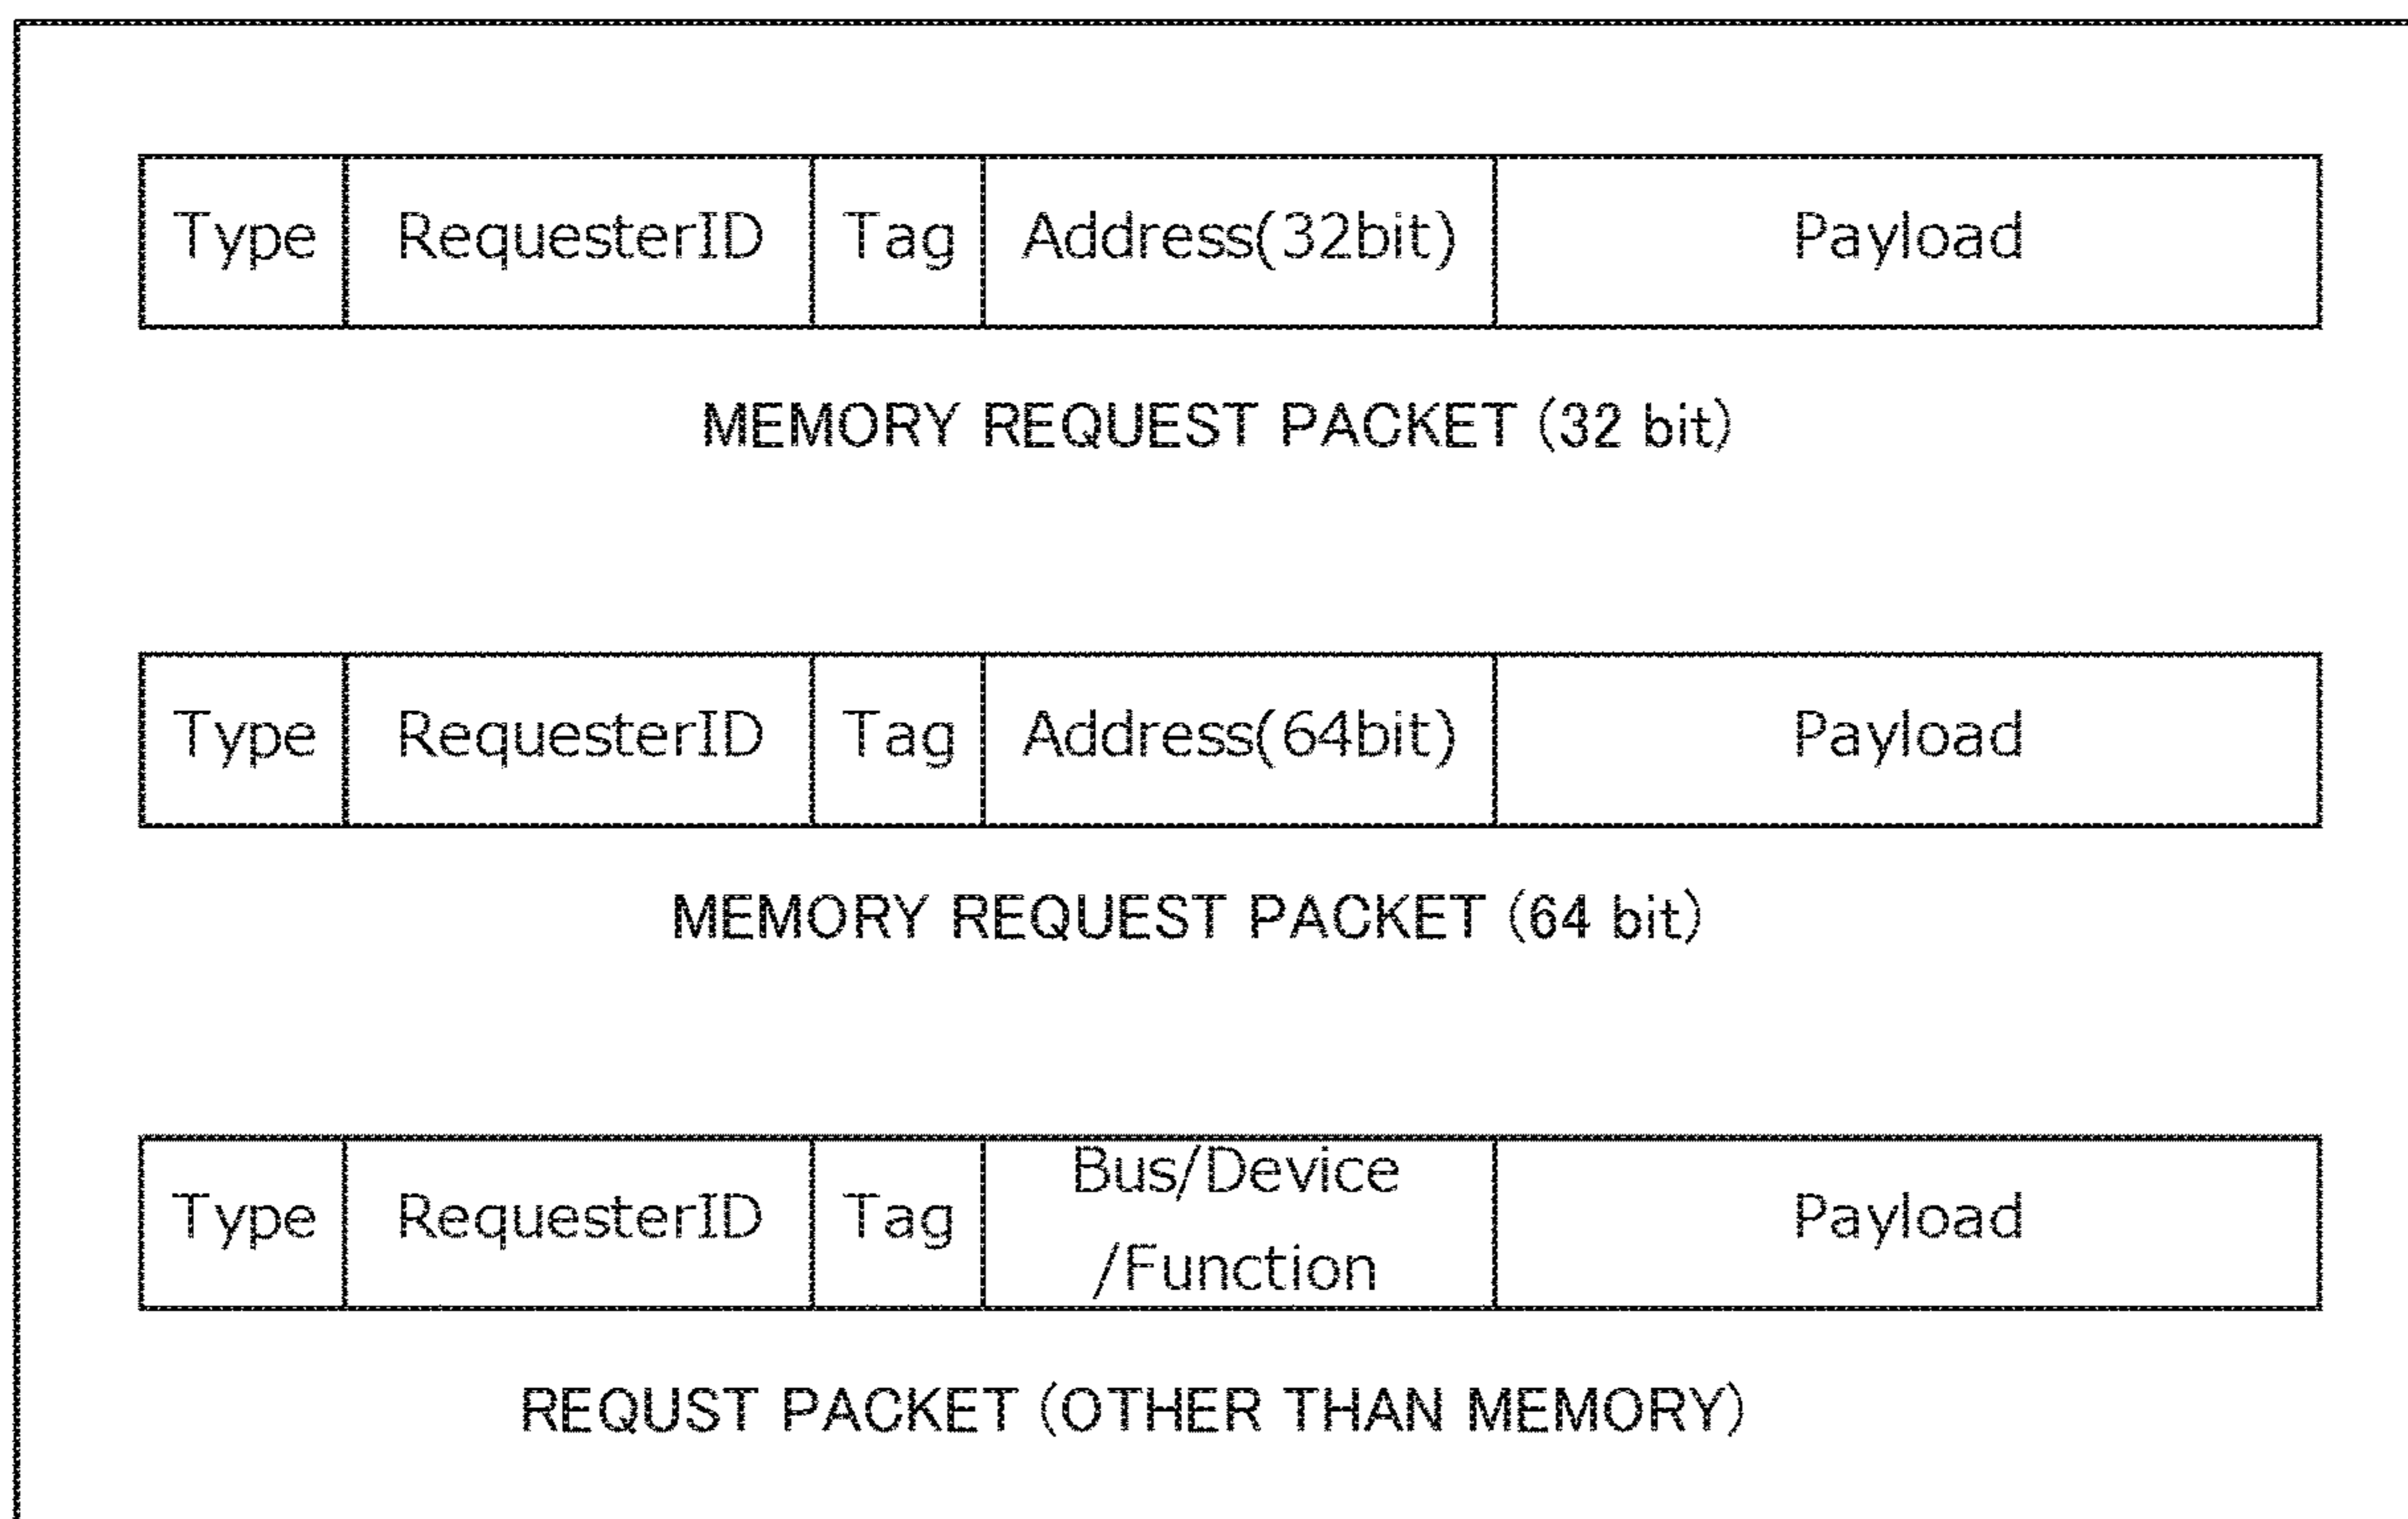 Type RequesterID Tag Address(32bit) Payload
MEMORY REQUEST PACKET (32 bit)
Type RequesterID Tag Address(64bit) Payload
MEMORY REQUEST PACKET (64 bit)
Type RequesterID Tag Bus/Device
/Function Payload
REQUST PACKET (OTHER THAN MEMORY)